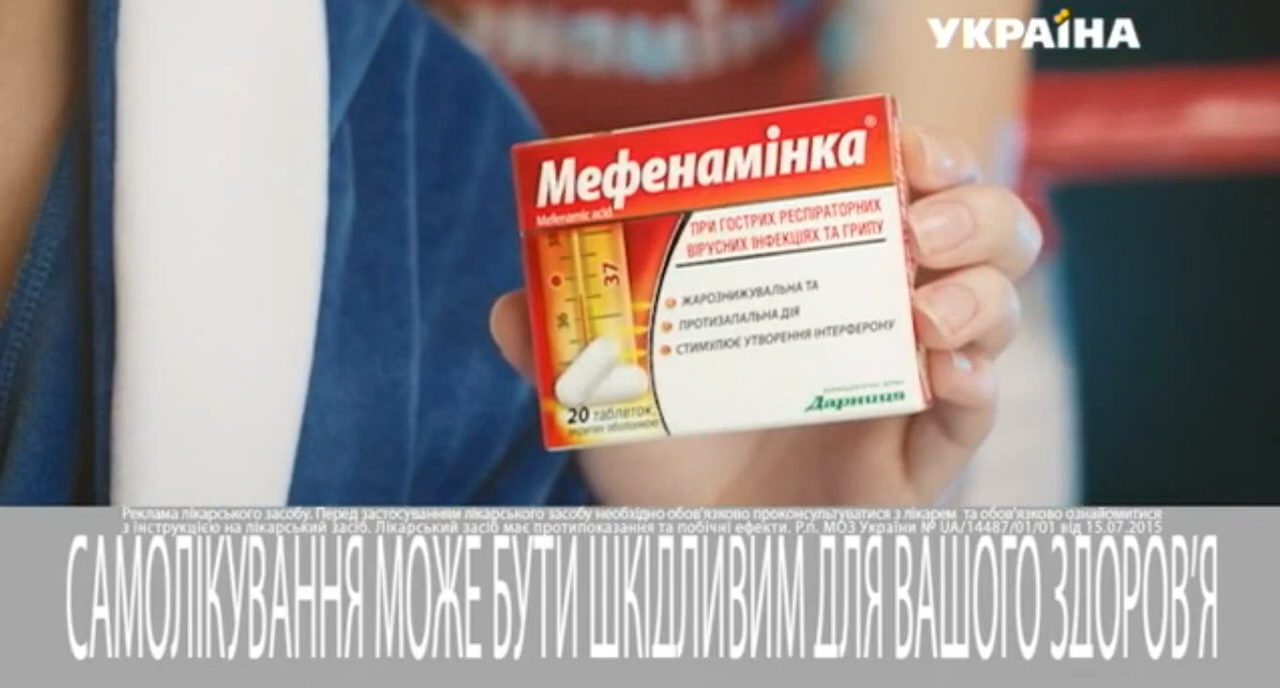 УКРАЇНА
Мефенамінка®
Mefenamic acid
ПРИ ГОСТРИХ РЕСПІРАТОРНИХ
ВІРУСНИХ ІНФЕКЦІЯХ ТА ГРИПУ
37
36
ЖАРОЗНИЖУВАЛЬНА ТА
ПРОТИЗАПАЛЬНА ДІЯ
СТИМУЛЮЄ УТВОРЕННЯ ІНТЕРФЕРОНУ
20 таблеток,
вкритих оболонкою
Дарниця
Реклама лікарського засобу. Перед застосуванням лікарського засобу необхідно обов'язково проконсультуватися з лікарем та обов'язково ознайомитися
з інструкцією на лікарський засіб. Лікарський засіб має протипоказання та побічні ефекти. Р.п. МОЗ України № UA/14487/01/01 від 15.07.2015
САМОЛІКУВАННЯ МОЖЕ БУТИ ШКІДЛИВИМ ДЛЯ ВАШОГО ЗДОРОВ'Я